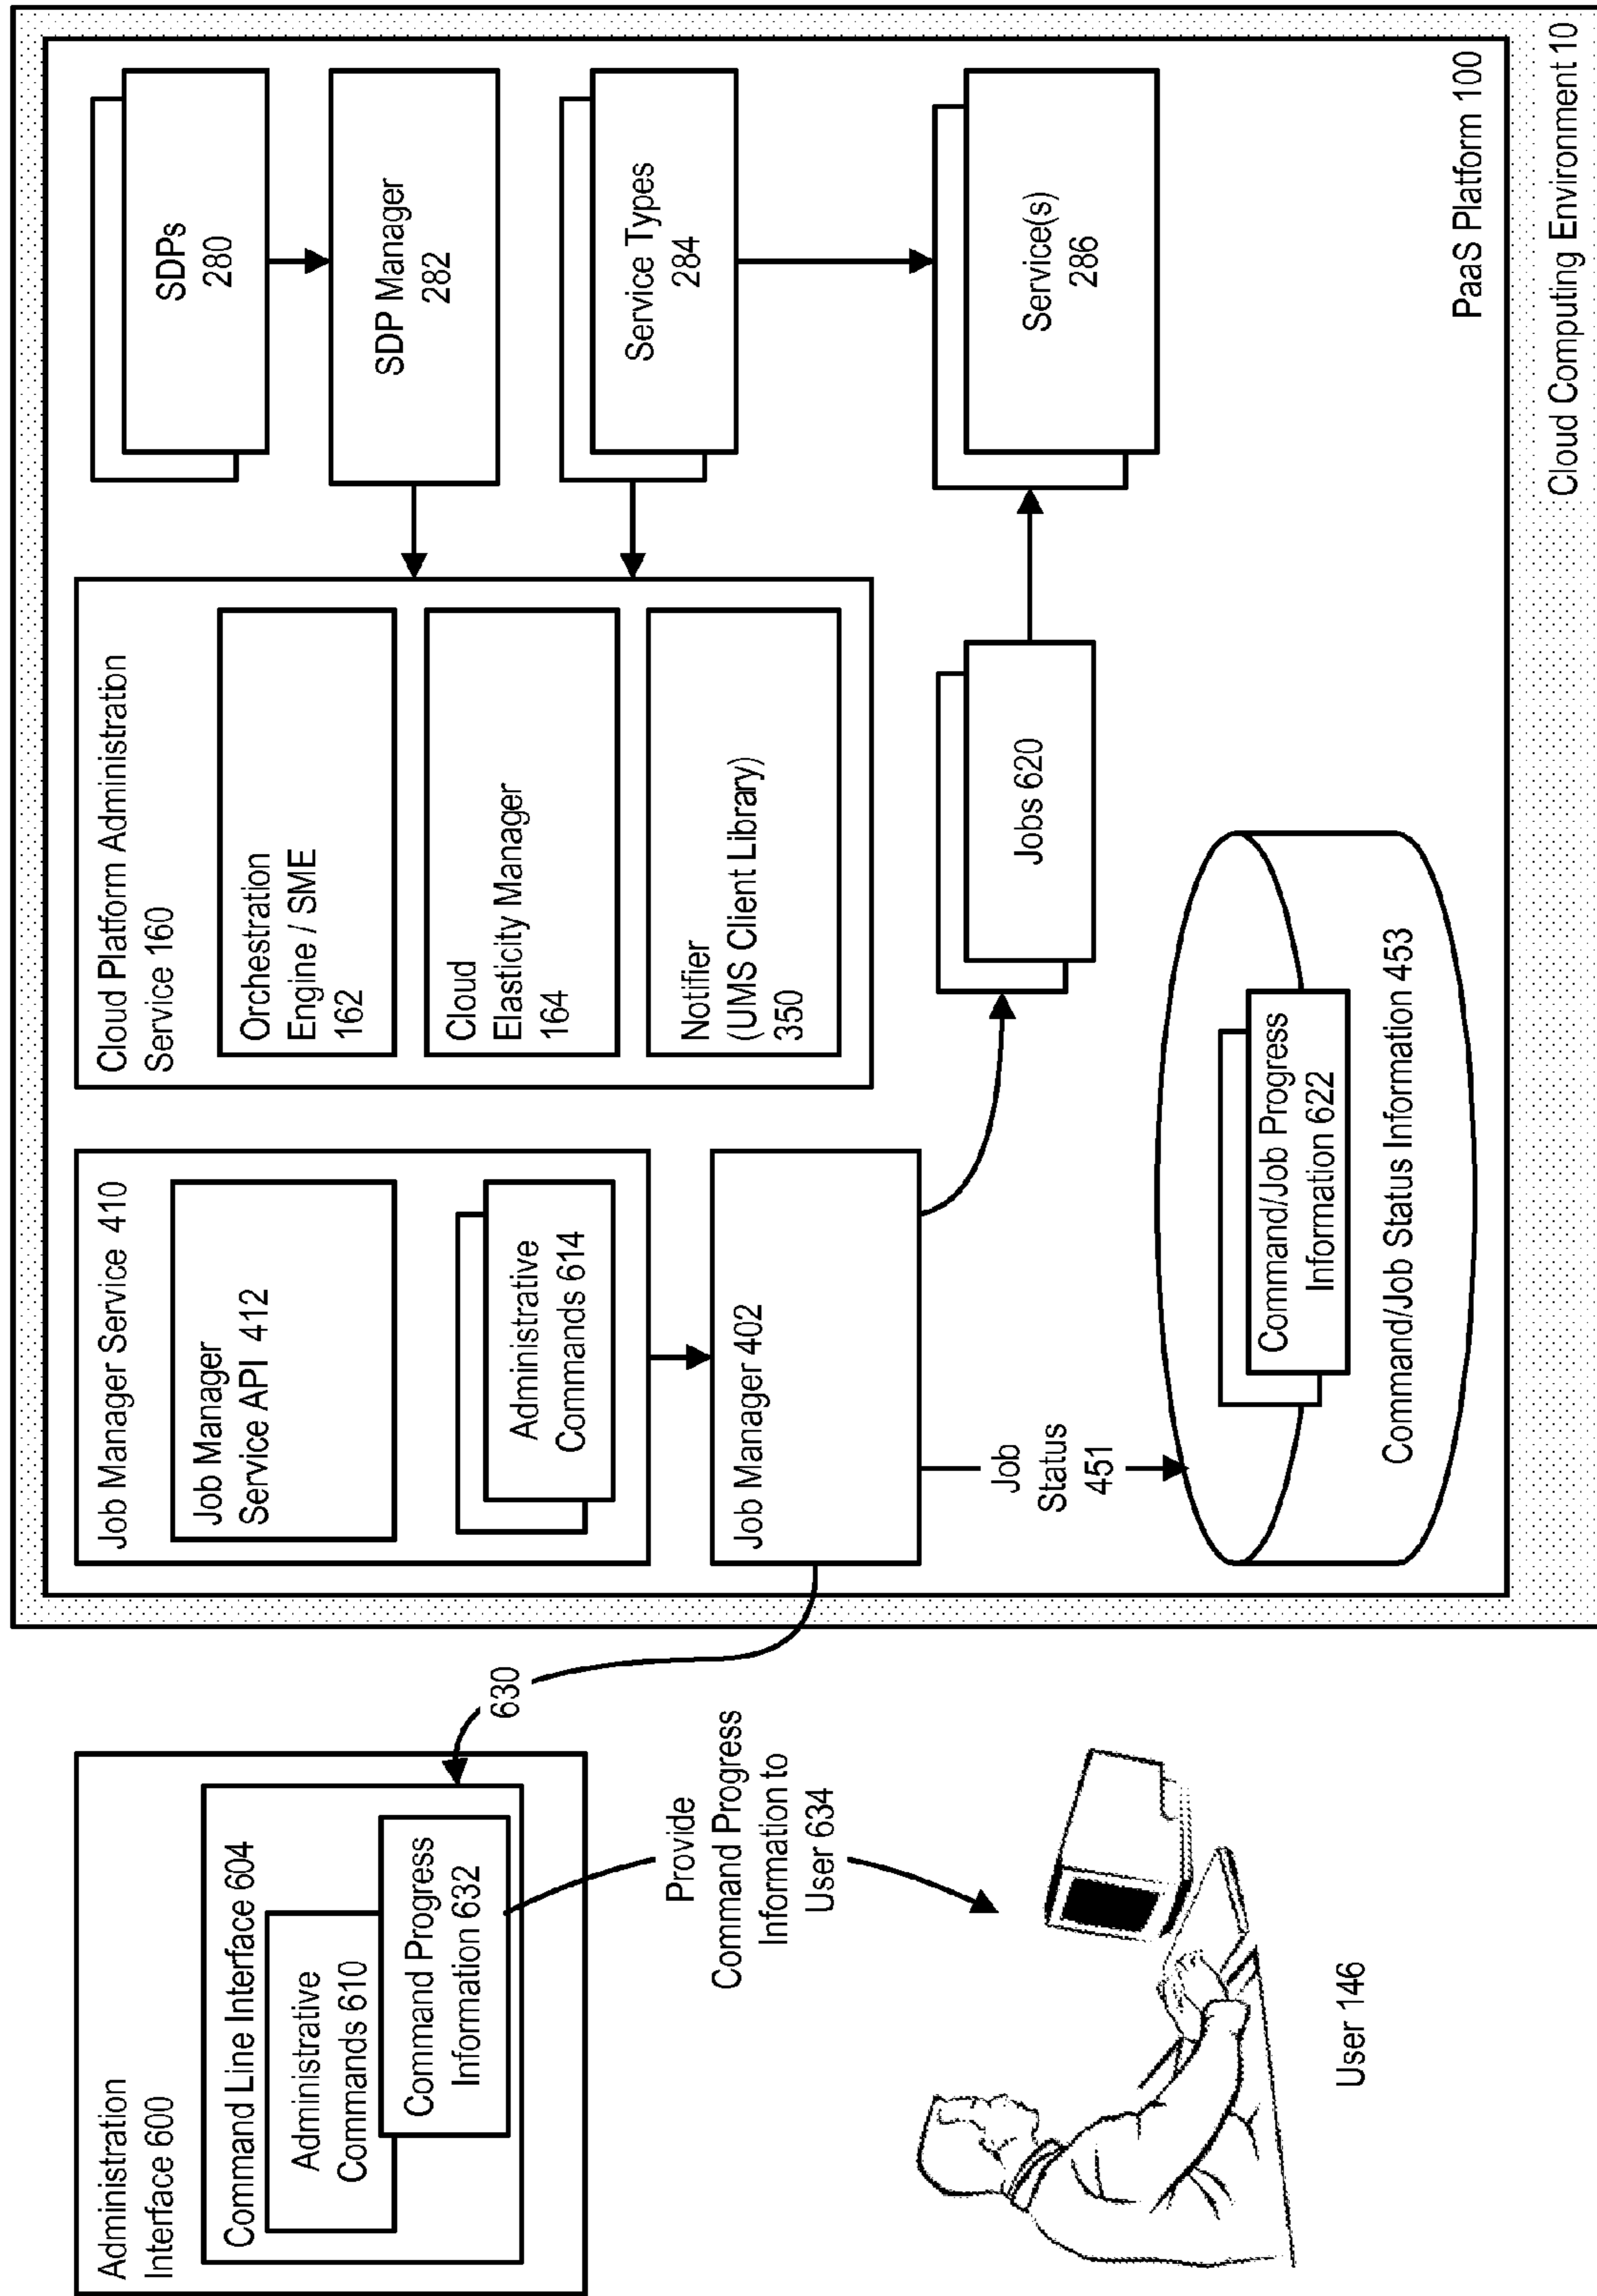 Administration
Interface 600
Command Line Interface 604
Administrative
Commands 610
Command Progress
Information 632
630
Provide
Command Progress
Information to
User 634
User 146
Job Manager Service 410
Job Manager
Service API 412
Administrative
Commands 614
Job Manager 402
Job
Status
451
Command/Job Progress
Information 622
Command/Job Status Information 453
Cloud Platform Administration
Service 160
Orchestration
Engine / SME
162
Cloud
Elasticity Manager
164
Notifier
(UMS Client Library)
350
Jobs 620
SDPs
280
SDP Manager
282
Service Types
284
Service(s)
286
PaaS Platform 100
Cloud Computing Environment 10